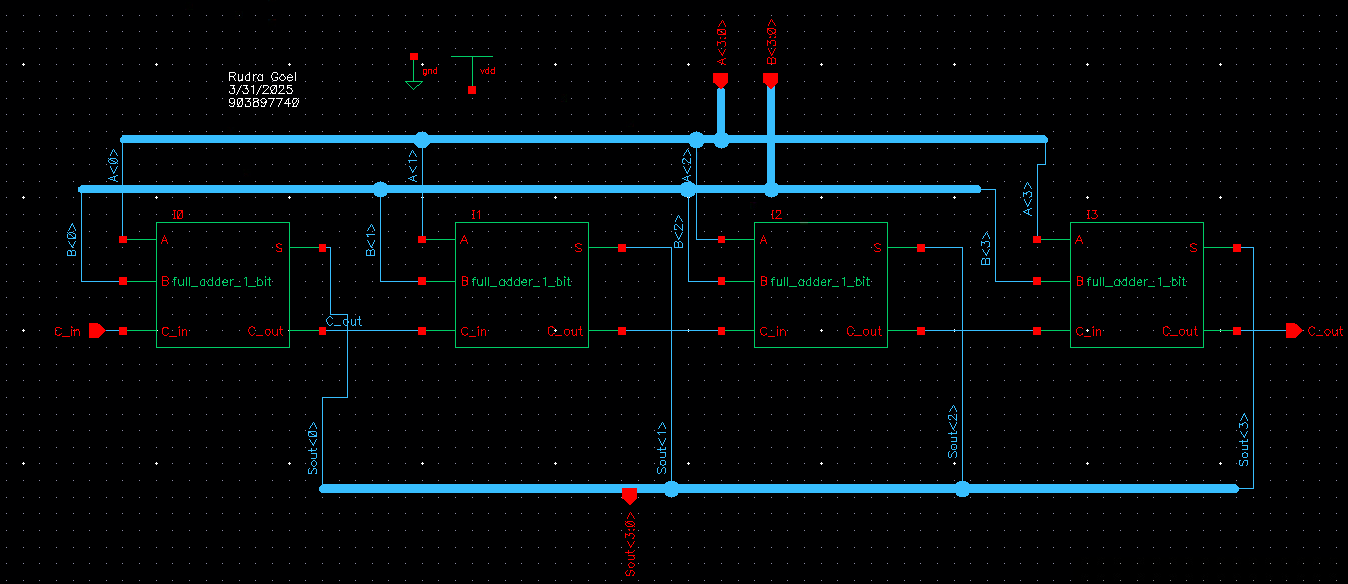 A<3:0>
B<3:0>
gnd
vdd
Rudra Goel
3/31/2025
903897740
A<0>
A<1>
A<2>
A<3>
B<0>
B<1>
B<2>
B<3>
I0
I1
I2
I3
A
S
B
full_adder_1_bit
C_in
C_in
C_out
A
S
B
full_adder_1_bit
C_in
C_out
A
S
B
full_adder_1_bit
C_in
C_out
A
S
B
full_adder_1_bit
C_in
C_out
C_out
C_out
Sout<0>
Sout<1>
Sout<2>
Sout<3>
Sout<3:0>